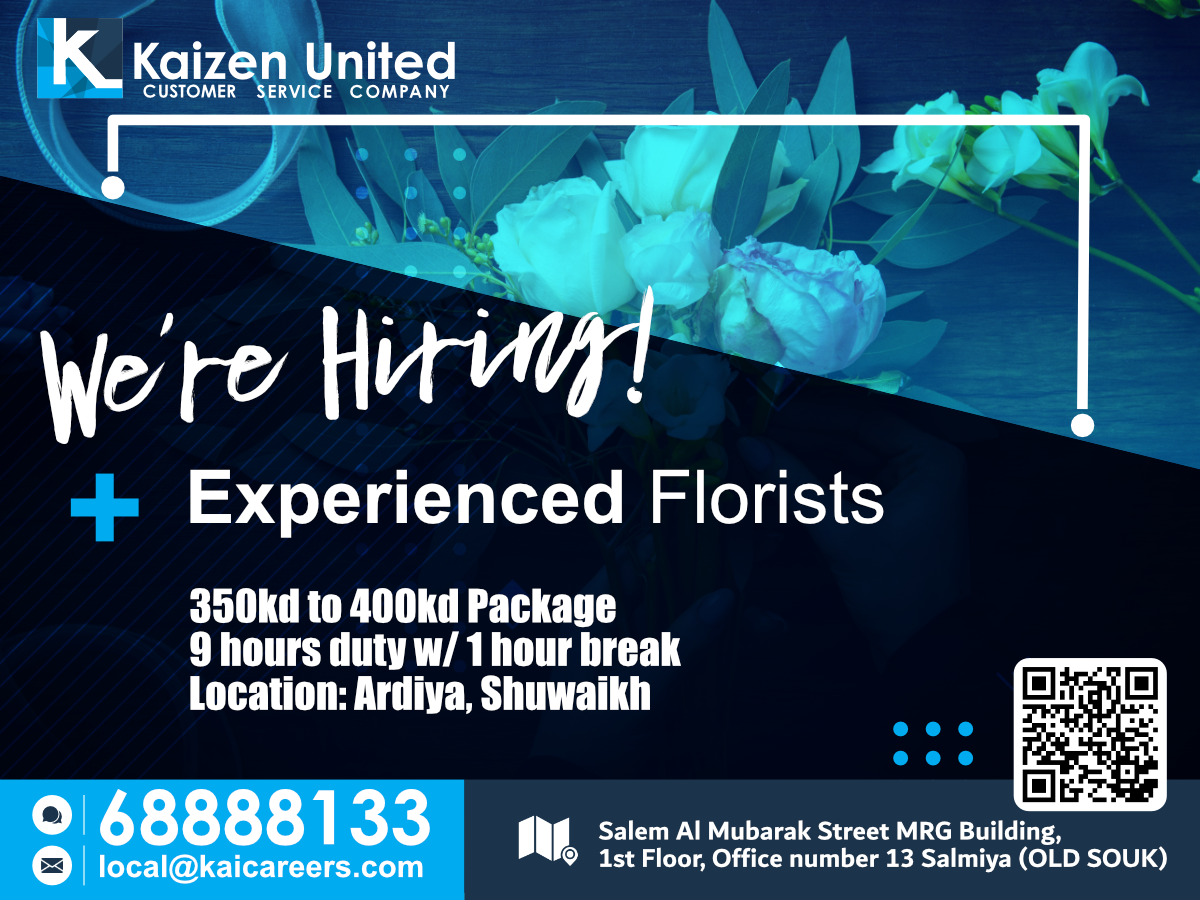 K
Kaizen United
CUSTOMER SERVICE COMPANY
We're Hiring!
Experienced Florists
350kd to 400kd Package
9 hours duty w/ 1 hour break
Location: Ardiya, Shuwaikh
68888133
local@kaicareers.com
Salem Al Mubarak Street MRG Building,
1st Floor, Office number 13 Salmiya (OLD SOUK)